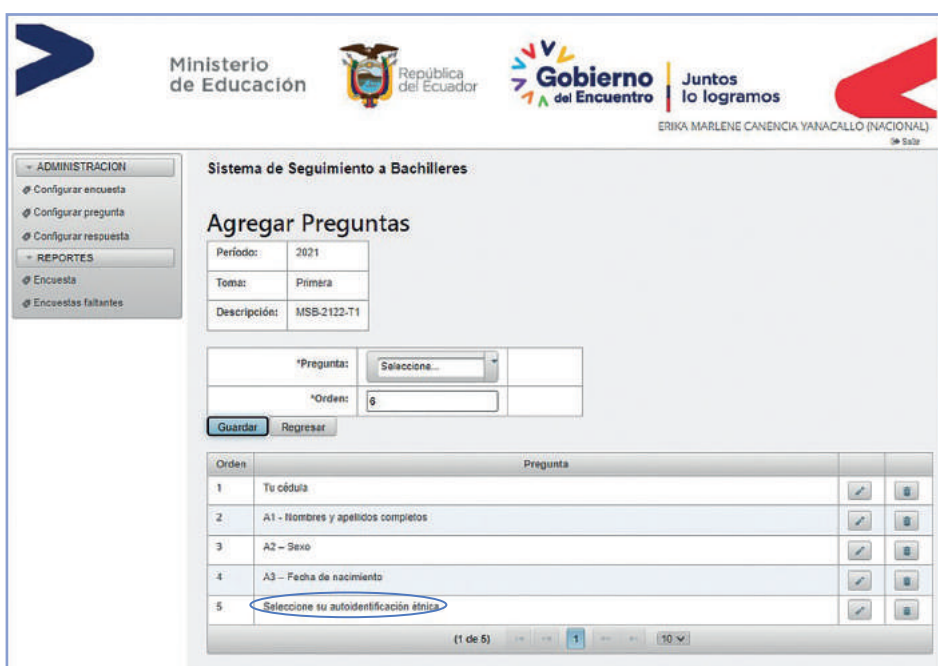 Ministerio
de Educación
República
del Ecuador
Gobierno
del Encuentro
Juntos
lo logramos
ERIKA MARLENE CANENCIA YANACALLO (NACIONAL)
Salir
ADMINISTRACION
Configurar encuesta
Configurar pregunta
Configurar respuesta
REPORTES
Encuesta
Encuestas faltantes
Sistema de Seguimiento a Bachilleres
Agregar Preguntas
Período: 2021
Toma: Primera
Descripción: MSB-2122-T1
*Pregunta: Seleccione...
*Orden: 6
Guardar Regresar
Orden Pregunta
1 Tu cédula
2 A1 - Nombres y apellidos completos
3 A2 – Sexo
4 A3 – Fecha de nacimiento
5 Seleccione su autoidentificación étnica
(1 de 5) 1 10